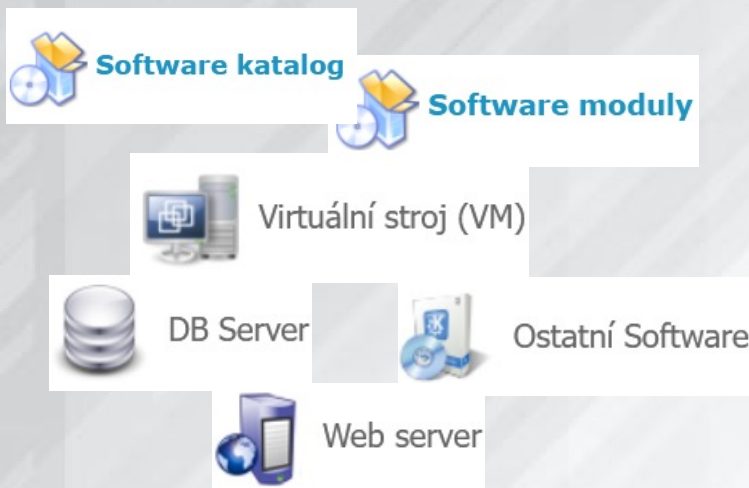 Software katalog
Software moduly
Virtuální stroj (VM)
DB Server
Ostatní Software
Web server